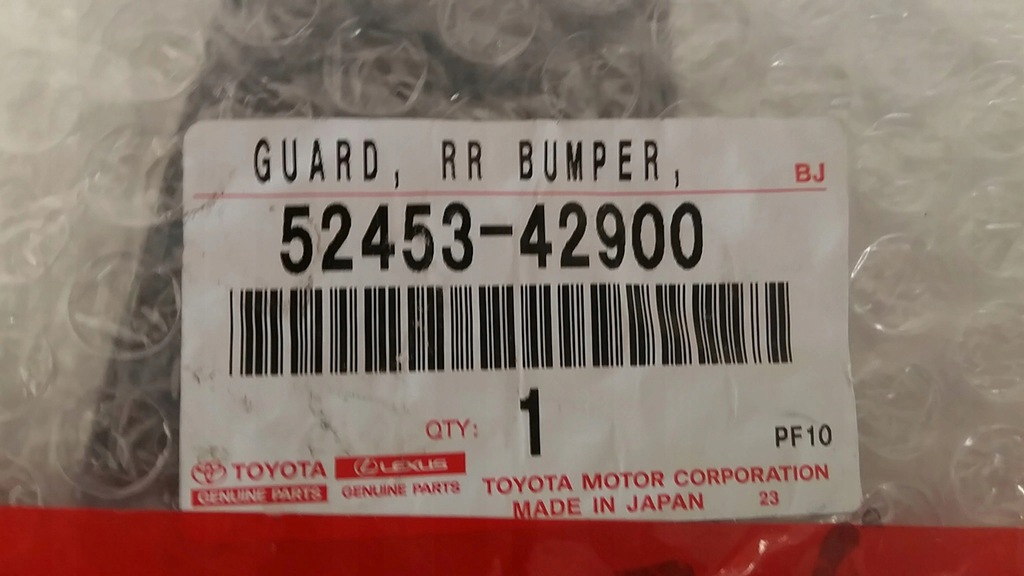 GUARD, RR BUMPER,
BJ
52453-42900
QTY: 1
PF10
TOYOTA
GENUINE PARTS
LEXUS
GENUINE PARTS
TOYOTA MOTOR CORPORATION
MADE IN JAPAN 23